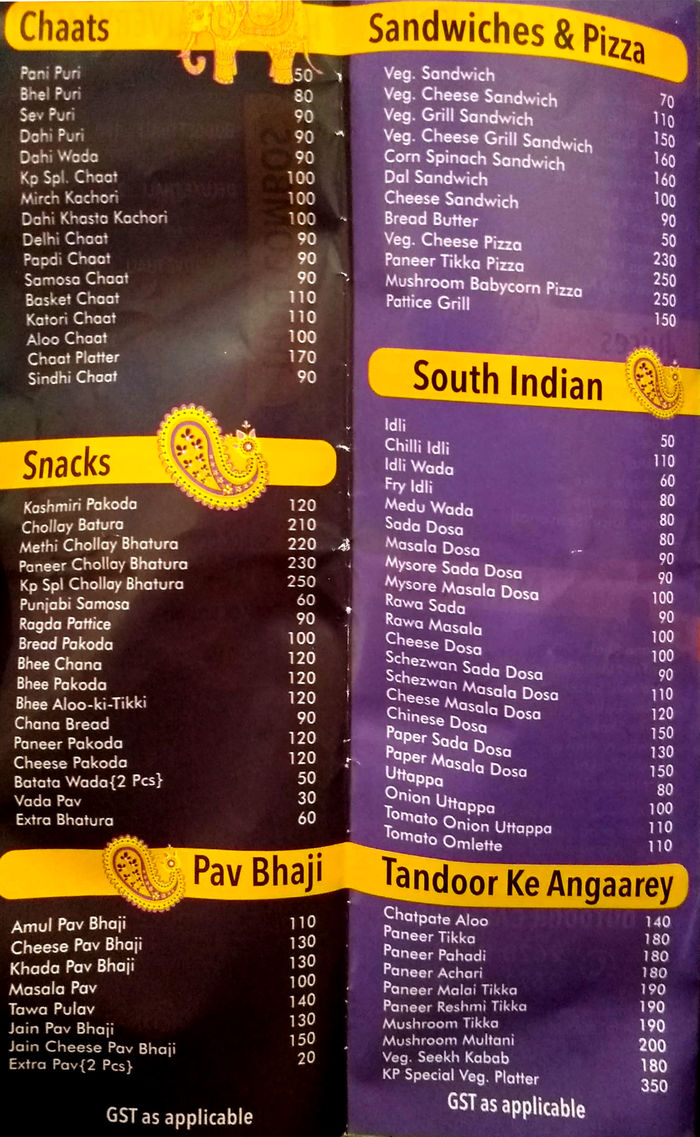 Chaats
Pani Puri 50
Bhel Puri 80
Sev Puri 90
Dahi Puri 90
Dahi Wada 90
Kp Spl. Chaat 100
Mirch Kachori 100
Dahi Khasta Kachori 100
Delhi Chaat 90
Papdi Chaat 90
Samosa Chaat 90
Basket Chaat 110
Katori Chaat 110
Aloo Chaat 100
Chaat Platter 170
Sindhi Chaat 90
Snacks
Kashmiri Pakoda 120
Chollay Batura 210
Methi Chollay Bhatura 220
Paneer Chollay Bhatura 230
Kp Spl Chollay Bhatura 250
Punjabi Samosa 60
Ragda Pattice 90
Bread Pakoda 100
Bhee Chana 120
Bhee Pakoda 120
Bhee Aloo-ki-Tikki 120
Chana Bread 90
Paneer Pakoda 120
Cheese Pakoda 120
Batata Wada{2 Pcs} 50
Vada Pav 30
Extra Bhatura 60
Pav Bhaji
Amul Pav Bhaji 110
Cheese Pav Bhaji 130
Khada Pav Bhaji 130
Masala Pav 100
Tawa Pulav 140
Jain Pav Bhaji 130
Jain Cheese Pav Bhaji 150
Extra Pav{2 Pcs} 20
GST as applicable
Sandwiches & Pizza
Veg. Sandwich 70
Veg. Cheese Sandwich 110
Veg. Grill Sandwich 150
Veg. Cheese Grill Sandwich 160
Corn Spinach Sandwich 160
Dal Sandwich 100
Cheese Sandwich 90
Bread Butter 50
Veg. Cheese Pizza 230
Paneer Tikka Pizza 250
Mushroom Babycorn Pizza 250
Pattice Grill 150
South Indian
Idli 50
Chilli Idli 110
Idli Wada 60
Fry Idli 80
Medu Wada 80
Sada Dosa 80
Masala Dosa 90
Mysore Sada Dosa 90
Mysore Masala Dosa 100
Rawa Sada 90
Rawa Masala 100
Cheese Dosa 100
Schezwan Sada Dosa 90
Schezwan Masala Dosa 110
Cheese Masala Dosa 120
Chinese Dosa 150
Paper Sada Dosa 130
Paper Masala Dosa 150
Uttappa 80
Onion Uttappa 100
Tomato Onion Uttappa 110
Tomato Omlette 110
Tandoor Ke Angaarey
Chatpate Aloo 140
Paneer Tikka 180
Paneer Pahadi 180
Paneer Achari 180
Paneer Malai Tikka 190
Paneer Reshmi Tikka 190
Mushroom Tikka 190
Mushroom Multani 200
Veg. Seekh Kabab 180
KP Special Veg. Platter 350
GST as applicable